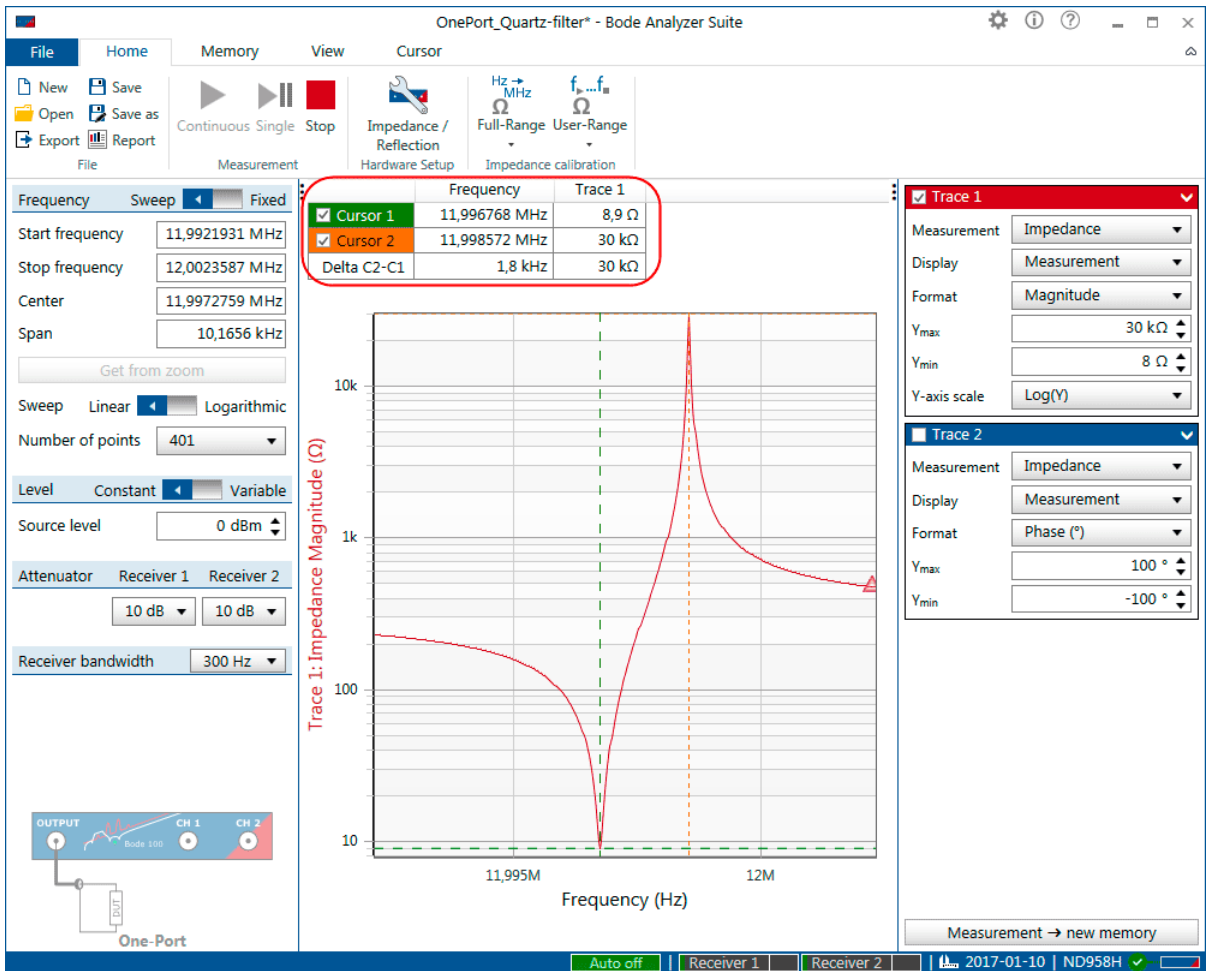 OnePort_Quartz-filter* - Bode Analyzer Suite
File Home Memory View Cursor
New Save
Open Save as
Export Report
File
Continuous Single Stop
Measurement
Impedance /
Reflection
Hardware Setup
Hz → MHz
Ω
Full-Range
f...f
Ω
User-Range
Impedance calibration
Frequency Sweep Fixed
Start frequency 11,9921931 MHz
Stop frequency 12,0023587 MHz
Center 11,9972759 MHz
Span 10,1656 kHz
Get from zoom
Sweep Linear Logarithmic
Number of points 401
Level Constant Variable
Source level 0 dBm
Attenuator Receiver 1 Receiver 2
10 dB 10 dB
Receiver bandwidth 300 Hz
OUTPUT CH 1 CH 2
Bode 100
DUT
One-Port
Frequency Trace 1
Cursor 1 11,996768 MHz 8,9 Ω
Cursor 2 11,998572 MHz 30 kΩ
Delta C2-C1 1,8 kHz 30 kΩ
Trace 1: Impedance Magnitude (Ω)
10k
1k
100
10
11,995M 12M
Frequency (Hz)
Trace 1
Measurement Impedance
Display Measurement
Format Magnitude
Ymax 30 kΩ
Ymin 8 Ω
Y-axis scale Log(Y)
Trace 2
Measurement Impedance
Display Measurement
Format Phase (°)
Ymax 100 °
Ymin -100 °
Measurement → new memory
Auto off | Receiver 1 Receiver 2 | 2017-01-10 | ND958H